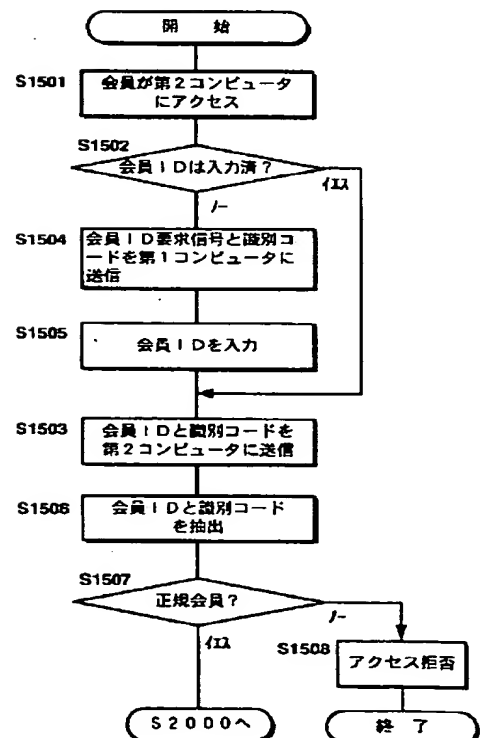 開 始
S1501
会員が第2コンピュータ
にアクセス
S1502
会員IDは入力済?
イエス
ノー
S1504
会員ID要求信号と識別コ
ードを第1コンピュータに
送信
S1505
会員IDを入力
S1503
会員IDと識別コードを
第2コンピュータに送信
S1506
会員IDと識別コード
を抽出
S1507
正規会員?
ノー
イエス
S1508
アクセス拒否
S2000へ
終 了